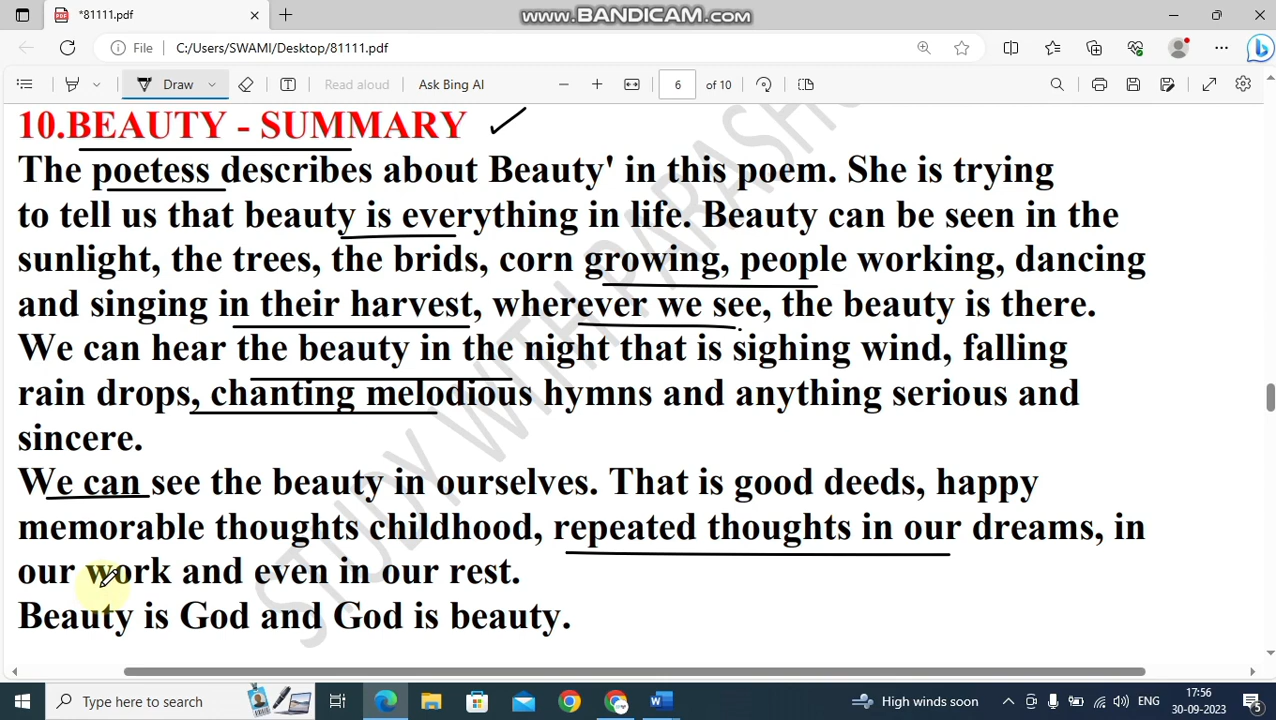 *81111.pdf
www.BANDICAM.com
File C:/Users/SWAMI/Desktop/81111.pdf
Draw
Read aloud
Ask Bing AI
6 of 10
10.BEAUTY - SUMMARY
The poetess describes about Beauty' in this poem. She is trying
to tell us that beauty is everything in life. Beauty can be seen in the
sunlight, the trees, the brids, corn growing, people working, dancing
and singing in their harvest, wherever we see, the beauty is there.
We can hear the beauty in the night that is sighing wind, falling
rain drops, chanting melodious hymns and anything serious and
sincere.
We can see the beauty in ourselves. That is good deeds, happy
memorable thoughts childhood, repeated thoughts in our dreams, in
our work and even in our rest.
Beauty is God and God is beauty.
STUDY WITH PARASH
Type here to search
High winds soon
ENG
17:56
30-09-2023
5